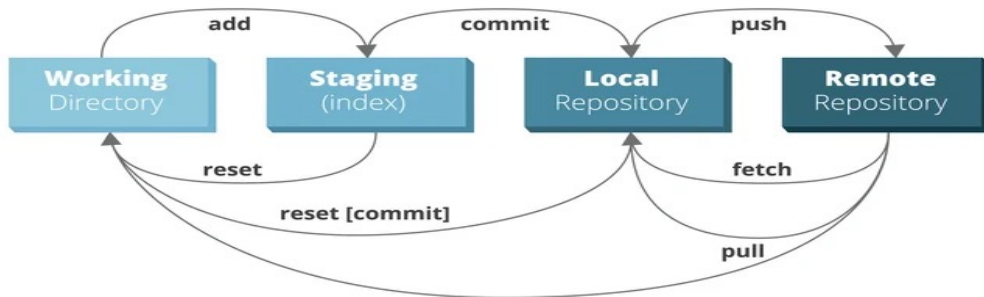 add
commit
push
Working
Directory
Staging
(index)
Local
Repository
Remote
Repository
reset
fetch
reset [commit]
pull